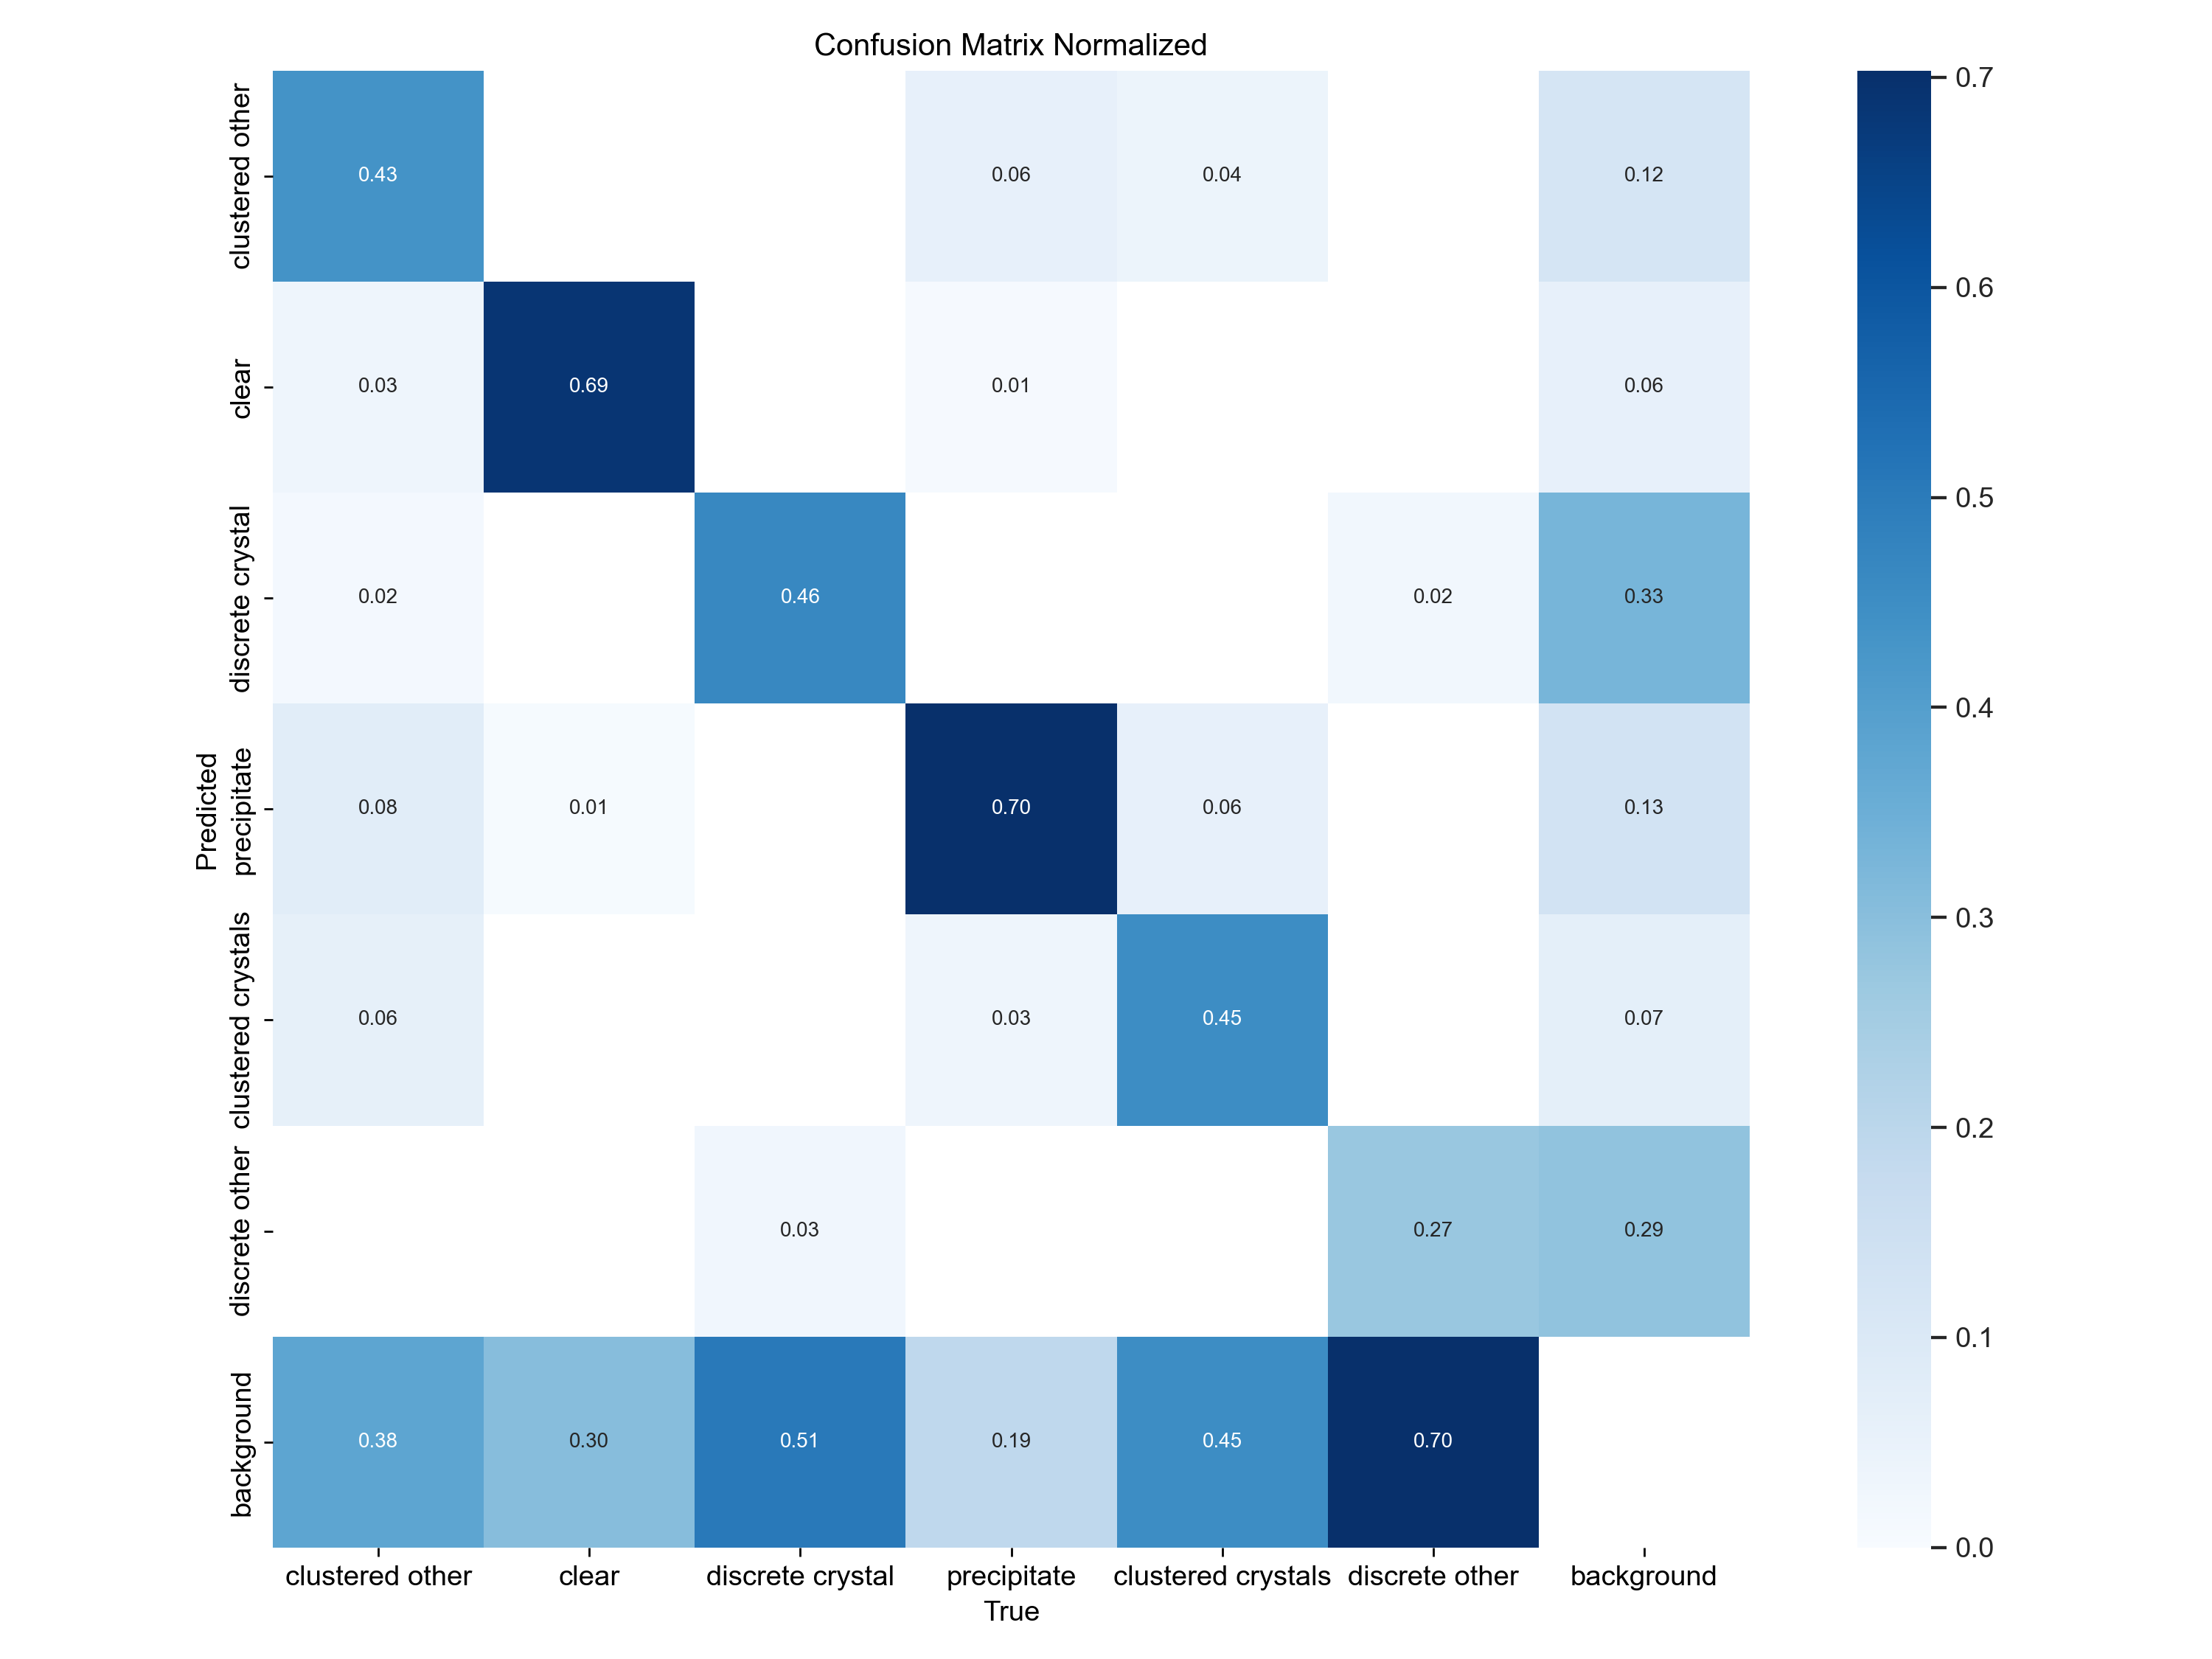 Confusion Matrix Normalized
Predicted
clustered other
0.43 0.06 0.04 0.12
clear
0.03 0.69 0.01 0.06
discrete crystal
0.02 0.46 0.02 0.33
precipitate
0.08 0.01 0.70 0.06 0.13
clustered crystals
0.06 0.03 0.45 0.07
discrete other
0.03 0.27 0.29
background
0.38 0.30 0.51 0.19 0.45 0.70
clustered other clear discrete crystal precipitate clustered crystals discrete other background
True
0.7
0.6
0.5
0.4
0.3
0.2
0.1
0.0